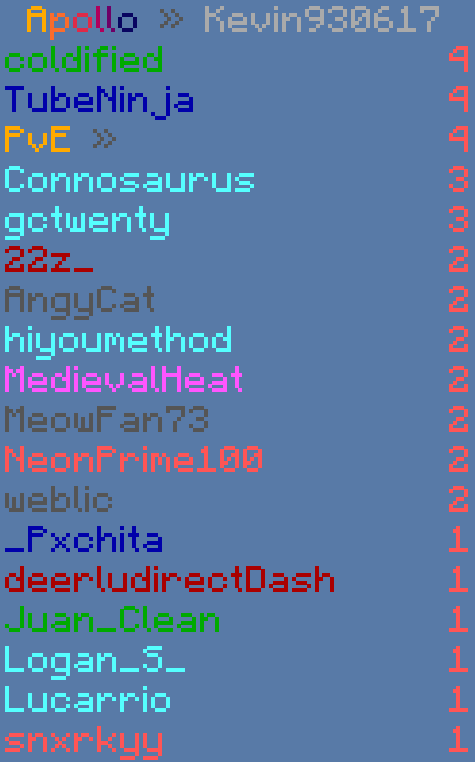 Apollo » Kevin930617
coldified 4
TubeNinja 4
PvE » 4
Connosaurus 3
gctwenty 3
22z_ 2
AngyCat 2
hiyoumethod 2
MedievalHeat 2
MeowFan73 2
NeonPrime100 2
weblic 2
_Pxchita 1
deerludirectDash 1
Juan_Clean 1
Logan_S_ 1
Lucarrio 1
snxrkyy 1